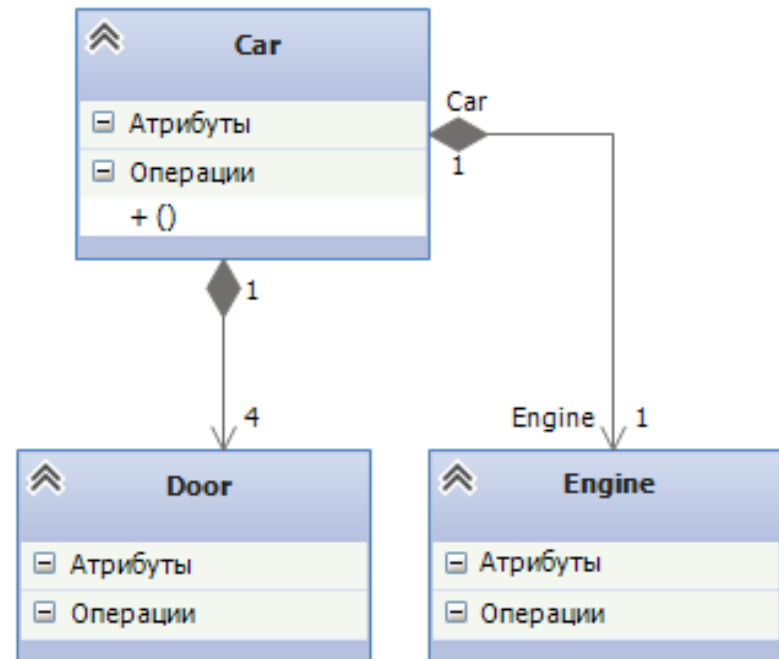 Car
Атрибуты
Операции
+ ()
Car
1
1
4
Engine
1
Door
Атрибуты
Операции
Engine
Атрибуты
Операции